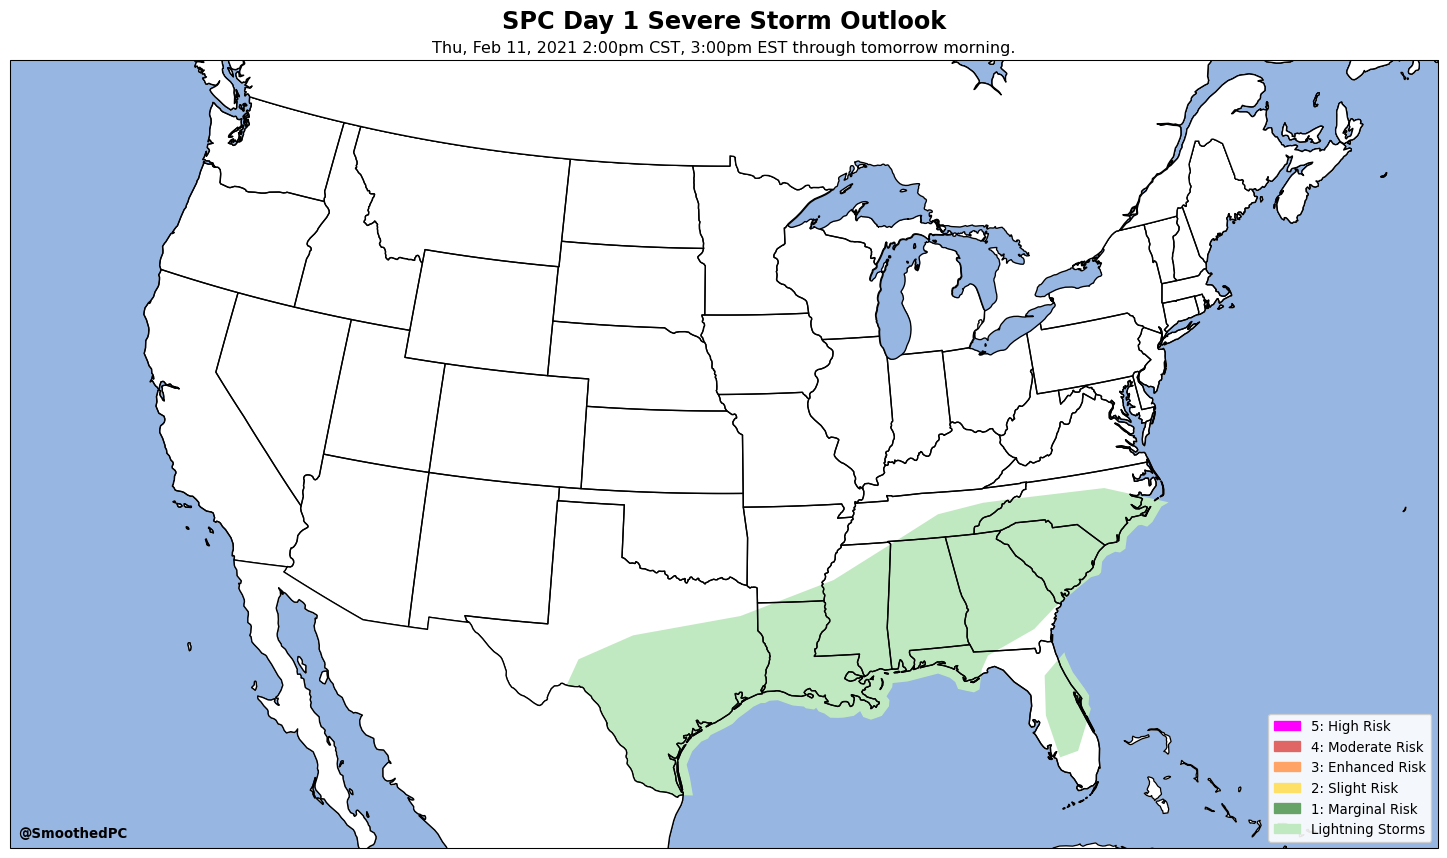 SPC Day 1 Severe Storm Outlook
Thu, Feb 11, 2021 2:00pm CST, 3:00pm EST through tomorrow morning.
5: High Risk
4: Moderate Risk
3: Enhanced Risk
2: Slight Risk
1: Marginal Risk
Lightning Storms
@SmoothedPC